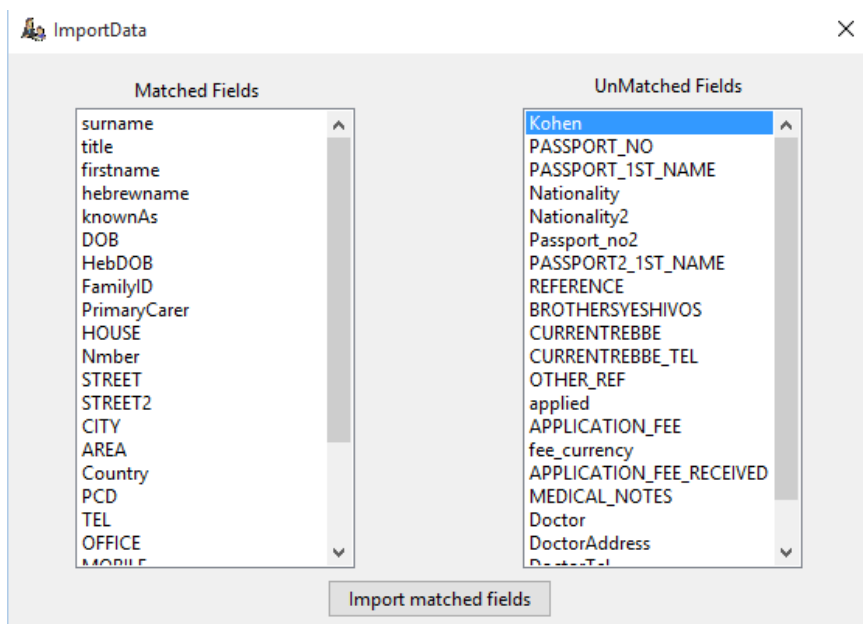 ImportData
Matched Fields
surname
title
firstname
hebrewname
knownAs
DOB
HebDOB
FamilyID
PrimaryCarer
HOUSE
Nmber
STREET
STREET2
CITY
AREA
Country
PCD
TEL
OFFICE
MOBILE
UnMatched Fields
Kohen
PASSPORT_NO
PASSPORT_1ST_NAME
Nationality
Nationality2
Passport_no2
PASSPORT2_1ST_NAME
REFERENCE
BROTHERSYESHIVOS
CURRENTREBBE
CURRENTREBBE_TEL
OTHER_REF
applied
APPLICATION_FEE
fee_currency
APPLICATION_FEE_RECEIVED
MEDICAL_NOTES
Doctor
DoctorAddress
DoctorTel
Import matched fields